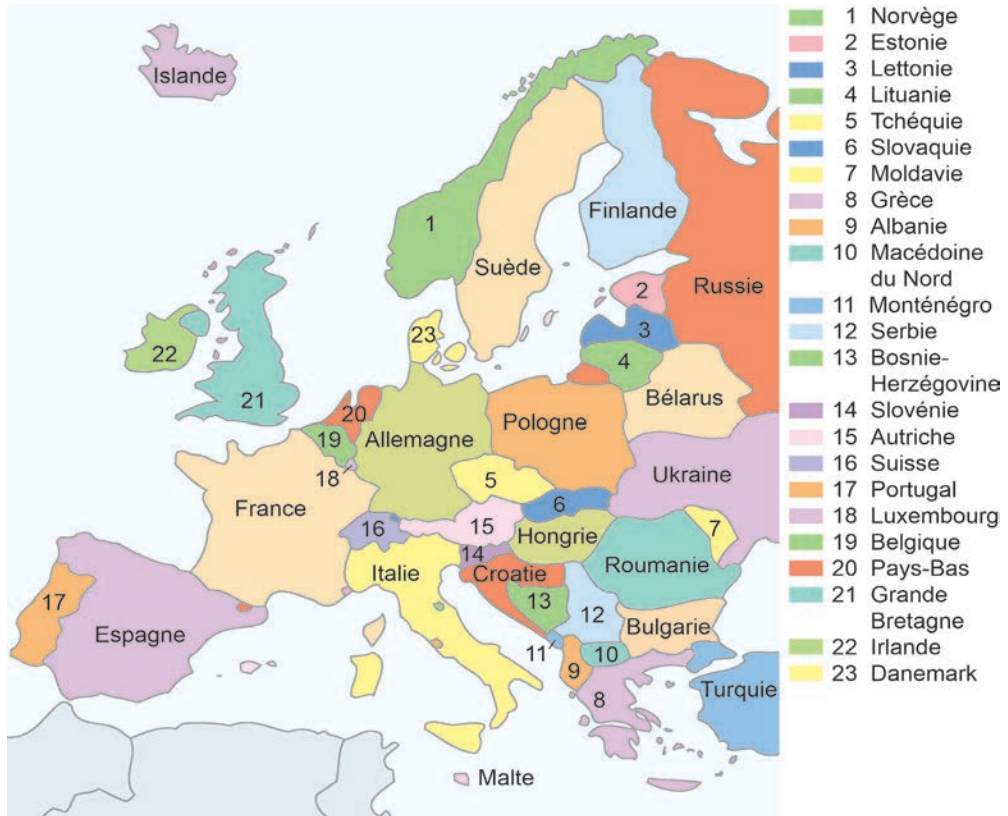 Islande
1
Finlande
Suède
Russie
2
3
23
22
4
21
20
Bélarus
Pologne
19
Allemagne
18
Ukraine
5
6
France
16
15
7
Hongrie
14
Italie
Croatie
Roumanie
17
13
12
Espagne
Bulgarie
11
10
9
Turquie
8
Malte
1 Norvège
2 Estonie
3 Lettonie
4 Lituanie
5 Tchéquie
6 Slovaquie
7 Moldavie
8 Grèce
9 Albanie
10 Macédoine
du Nord
11 Monténégro
12 Serbie
13 Bosnie-
Herzégovine
14 Slovénie
15 Autriche
16 Suisse
17 Portugal
18 Luxembourg
19 Belgique
20 Pays-Bas
21 Grande
Bretagne
22 Irlande
23 Danemark